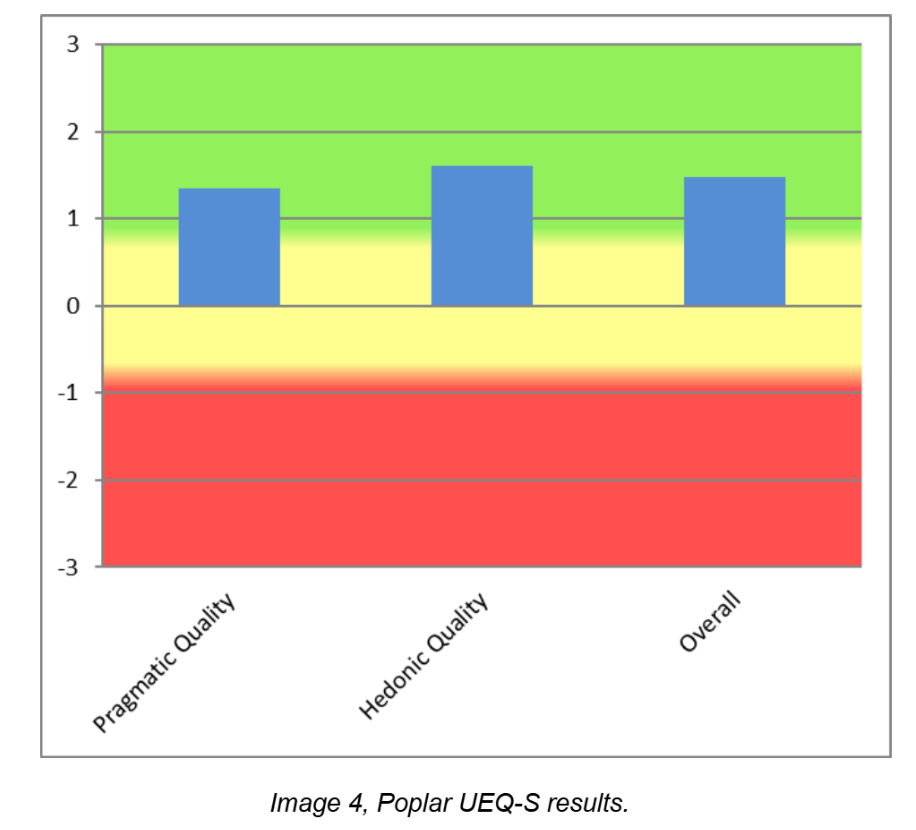 3
2
1
0
-1
-2
-3
Pragmatic Quality
Hedonic Quality
Overall
Image 4, Poplar UEQ-S results.